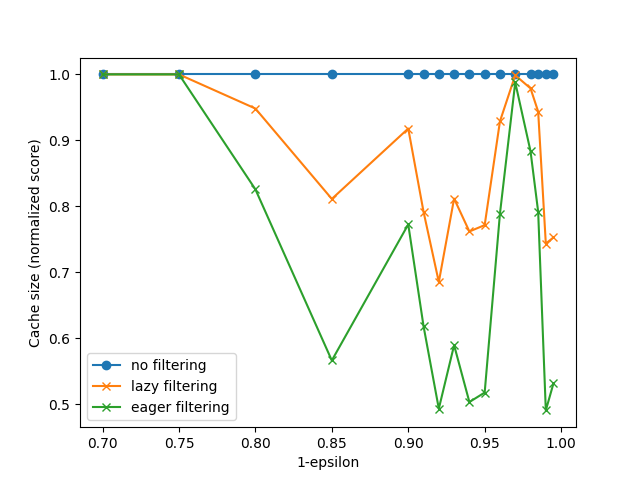 1.0
0.9
0.8
0.7
0.6
0.5
Cache size (normalized score)
no filtering
lazy filtering
eager filtering
0.70 0.75 0.80 0.85 0.90 0.95 1.00
1-epsilon